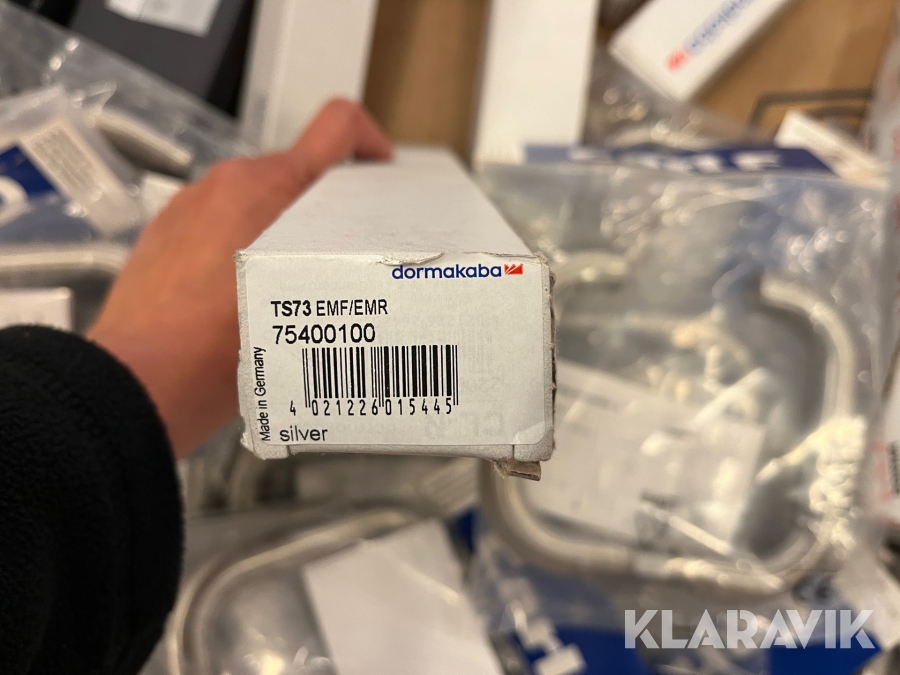 dormakaba
TS73 EMF/EMR
75400100
Made in Germany
4 021226 015445
silver
KLARAVIK